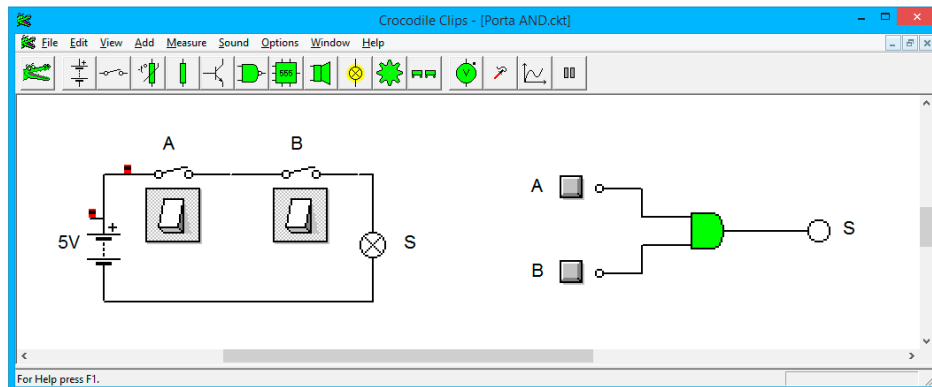 Crocodile Clips - [Porta AND.ckt]
File Edit View Add Measure Sound Options Window Help
555
V
A B
5V
+
S
A
B
S
For Help press F1.